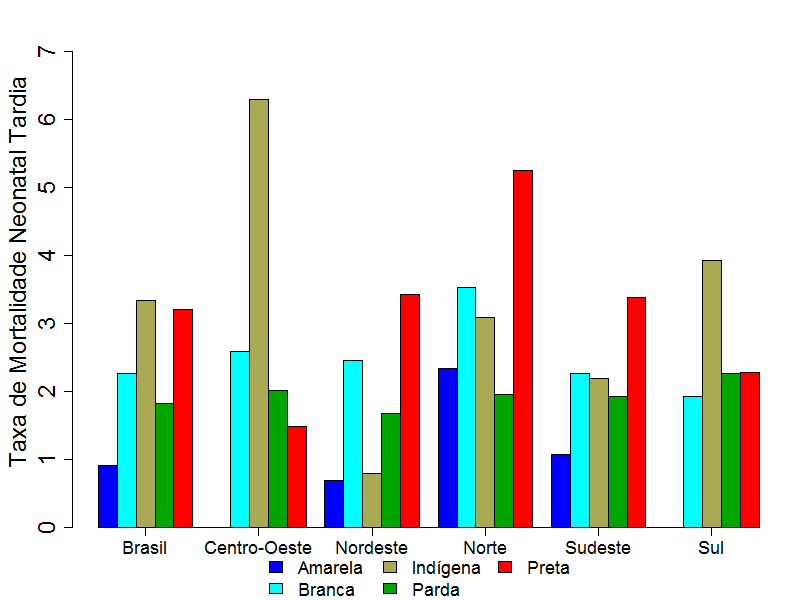 Taxa de Mortalidade Neonatal Tardia
7
6
5
4
3
2
1
0
Brasil Centro-Oeste Nordeste Norte Sudeste Sul
Amarela Indígena Preta
Branca Parda